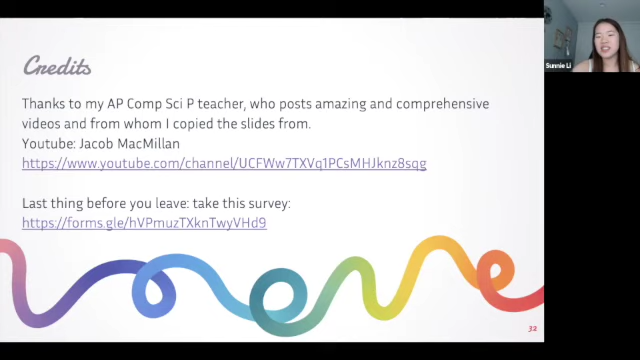 Credits
Sunnie Li
Thanks to my AP Comp Sci P teacher, who posts amazing and comprehensive
videos and from whom I copied the slides from.
Youtube: Jacob MacMillan
https://www.youtube.com/channel/UCFWw7TXVq1PCsMHJknz8sqg
Last thing before you leave: take this survey:
https://forms.gle/hVPmuzTXknTwyVHd9
32